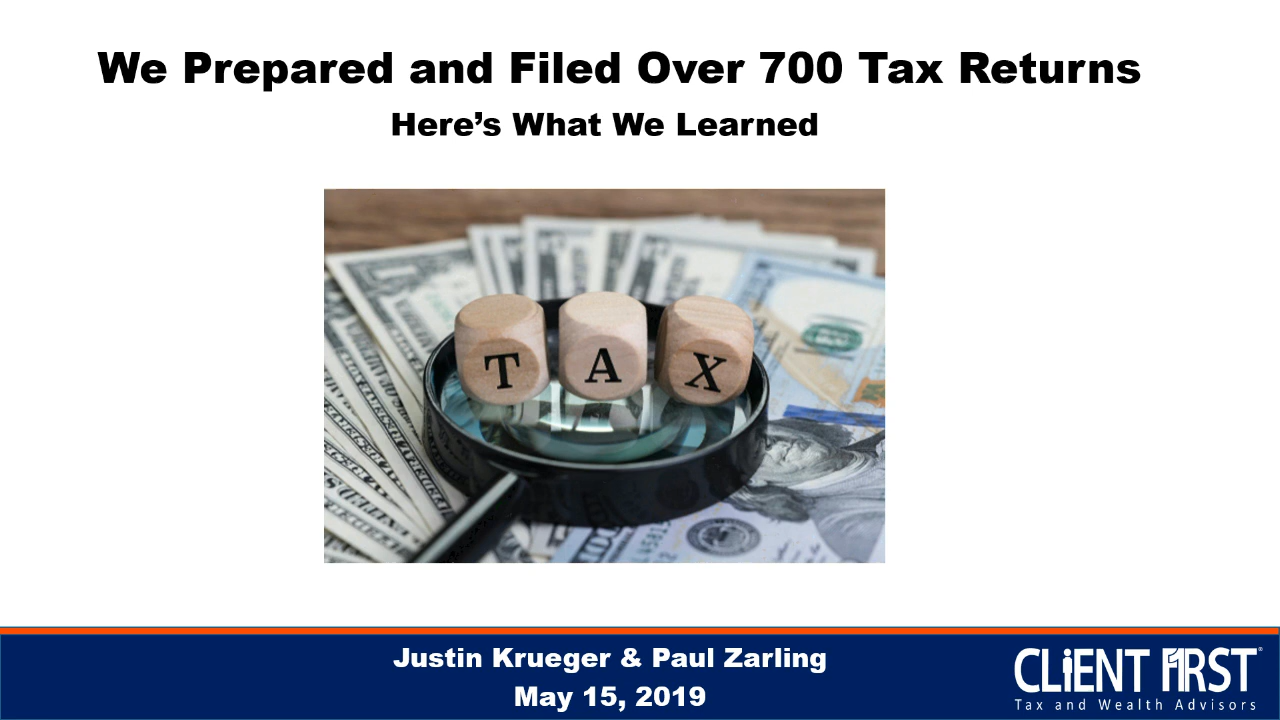 We Prepared and Filed Over 700 Tax Returns
Here’s What We Learned
T A X
Justin Krueger & Paul Zarling
May 15, 2019
CLiENT FIRST®
Tax and Wealth Advisors